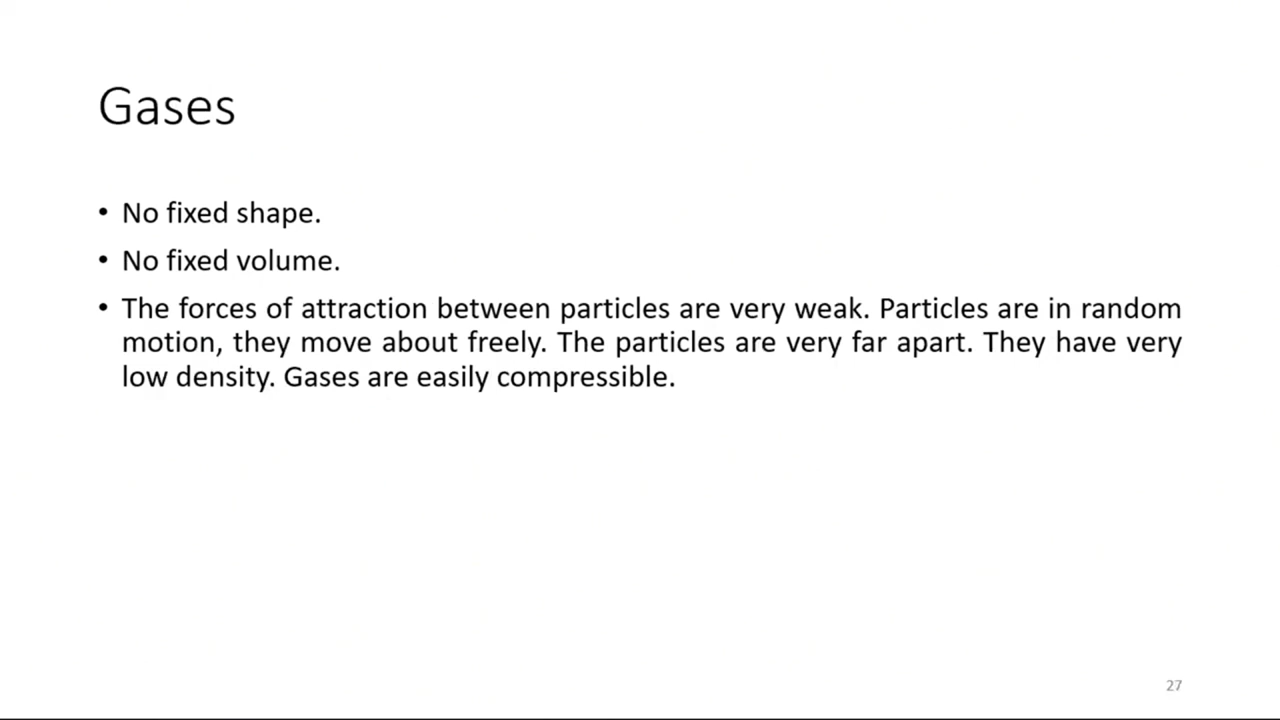 Gases
• No fixed shape.
• No fixed volume.
• The forces of attraction between particles are very weak. Particles are in random
motion, they move about freely. The particles are very far apart. They have very
low density. Gases are easily compressible.
27